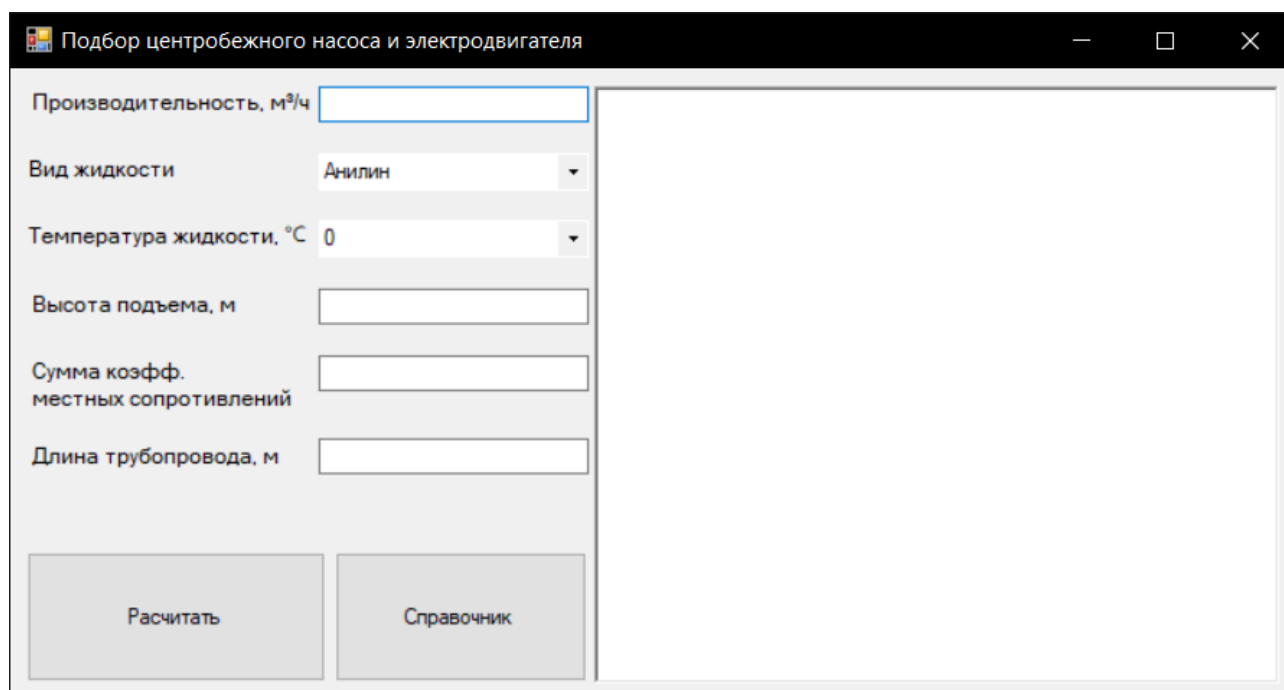 Подбор центробежного насоса и электродвигателя
Производительность, м³/ч
Вид жидкости
Анилин
Температура жидкости, °C
0
Высота подъема, м
Сумма коэфф.
местных сопротивлений
Длина трубопровода, м
Расчитать
Справочник